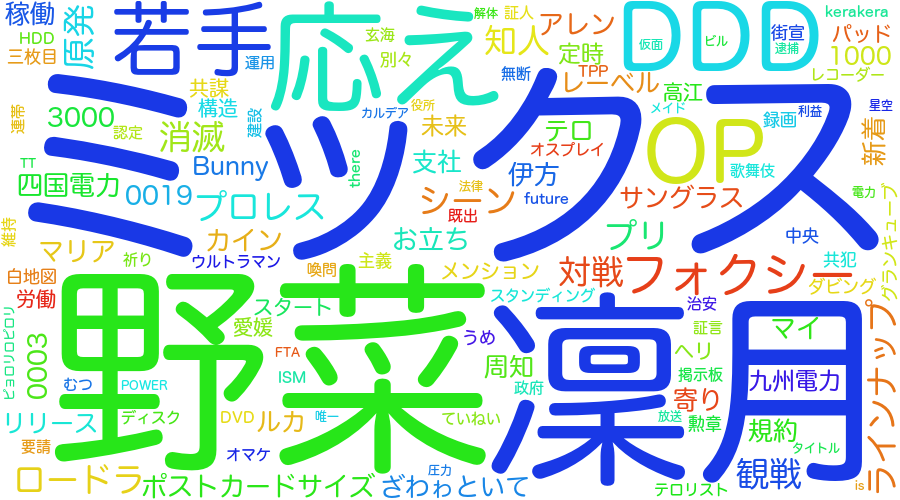 稼働
HDD
三枚目
原発
若手
運用
応え
玄海
別々
解体
証人
知人
無断
アレン
定時
TPP
レーベル
DDD
仮面
ビル
街宣
逮捕
kerakera
パッド
1000
レコーダー
連帯
3000
認定
共謀
構造
建設
消滅
ミックス
カルデア
役所
未来
テロ
オスプレイ
高江
メイド
OP
録画
利益
星空
新着
歌舞伎
TT
四国電力
0019
Bunny
プロレス
there
支社
法律
シーン
既出
伊方
future
サングラス
電力
維持
マリア
祈り
カイン
ウルトラマン
お立ち
喚問
主義
メンション
プリ
対戦
フォクシー
中央
共犯
ダビング
グランキューブ
白地図
労働
野菜
スタート
愛媛
スタンディング
凜月
治安
証言
マイ
ラインナップ
ピョロリロピロリ
0003
むつ
POWER
FTA
ISM
うめ
周知
政府
ヘリ
掲示板
九州電力
リリース
要請
ディスク
DVD
ルカ
唯一
ていねい
寄り
放送
勲章
規約
タイトル
オマケ
ロードラ
ポストカードサイズ
圧力
ざわゎといて
テロリスト
観戦
is